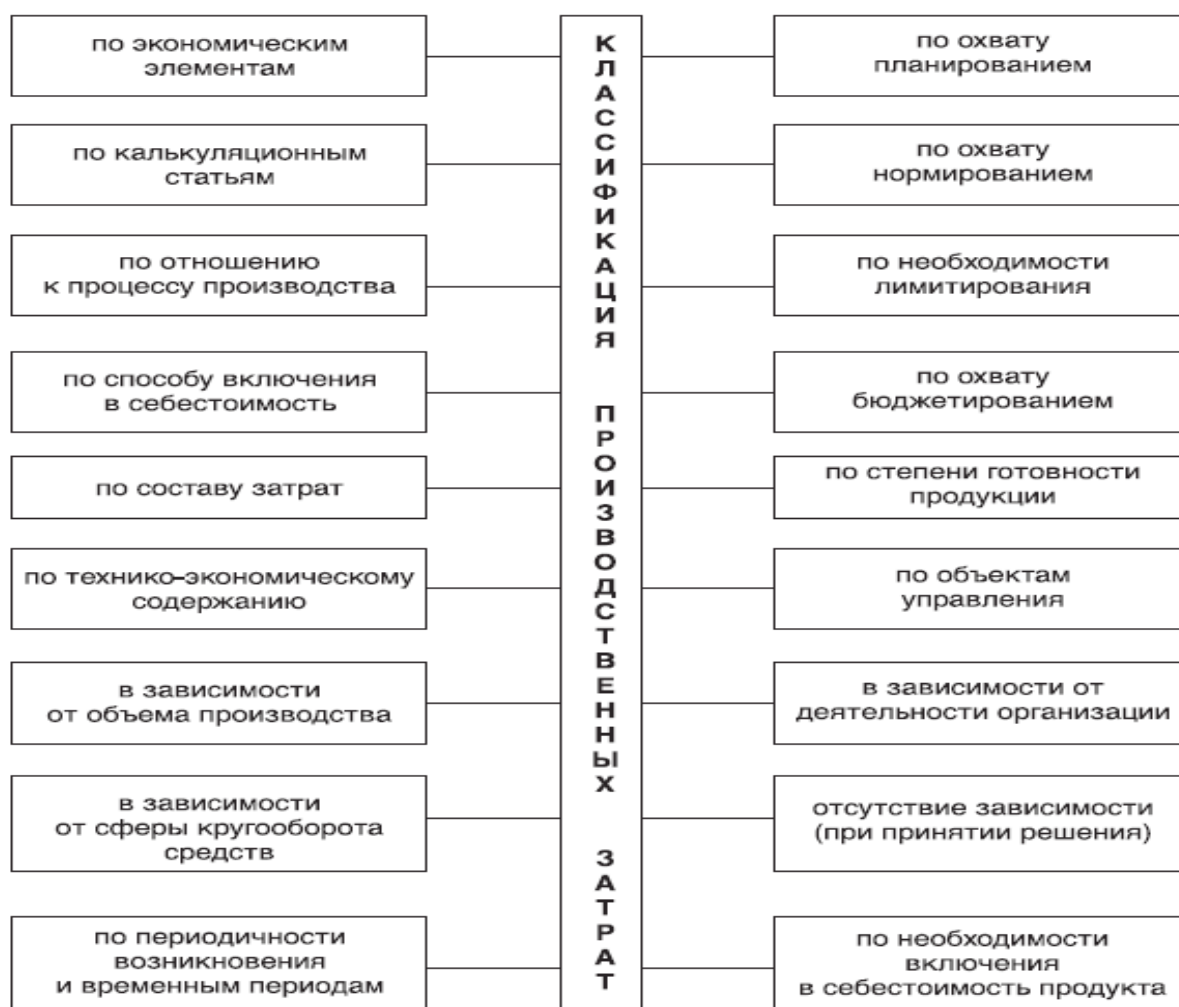 по экономическим
элементам
по калькуляционным
статьям
по отношению
к процессу производства
по способу включения
в себестоимость
по составу затрат
по технико-экономическому
содержанию
в зависимости
от объема производства
в зависимости
от сферы кругооборота
средств
по периодичности
возникновения
и временным периодам
КЛАССИФИКАЦИЯ ПРОИЗВОДСТВЕННЫХ ЗАТРАТ
по охвату
планированием
по охвату
нормированием
по необходимости
лимитирования
по охвату
бюджетированием
по степени готовности
продукции
по объектам
управления
в зависимости от
деятельности организации
отсутствие зависимости
(при принятии решения)
по необходимости
включения
в себестоимость продукта